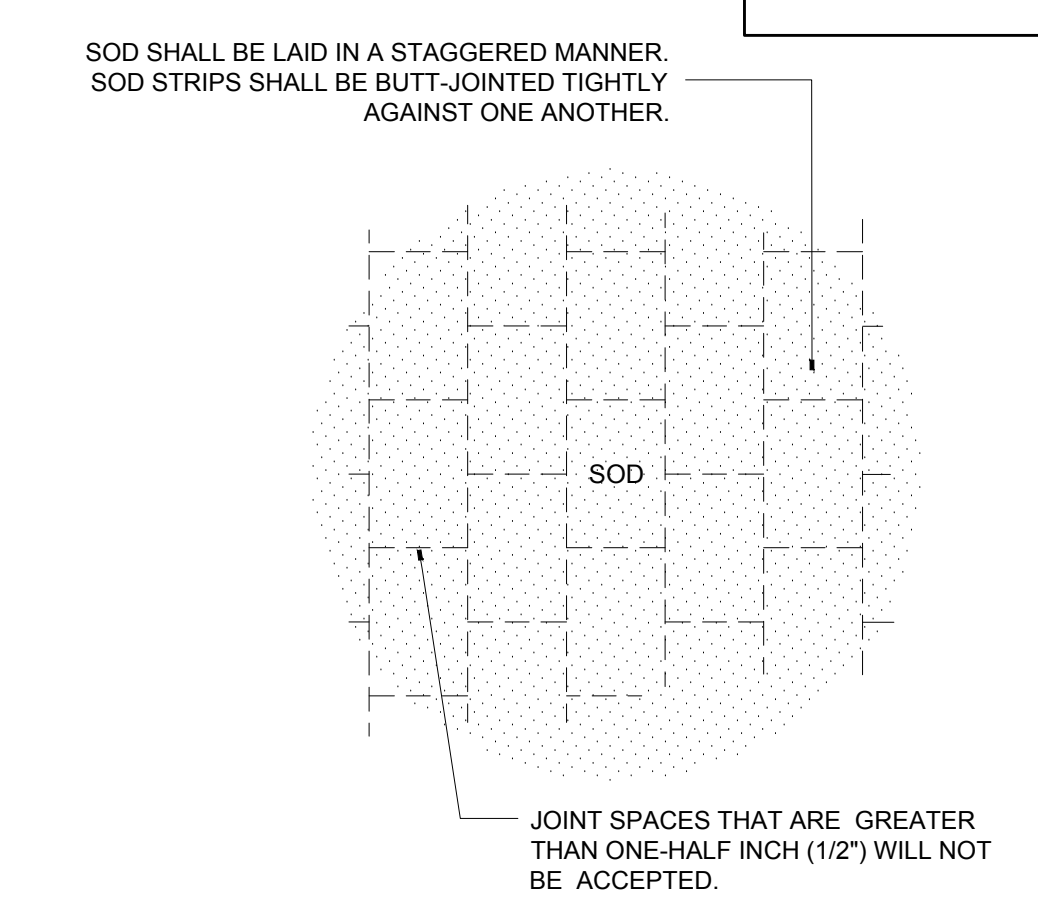 SOD SHALL BE LAID IN A STAGGERED MANNER.
SOD STRIPS SHALL BE BUTT-JOINTED TIGHTLY
AGAINST ONE ANOTHER.
SOD
JOINT SPACES THAT ARE GREATER
THAN ONE-HALF INCH (1/2") WILL NOT
BE ACCEPTED.